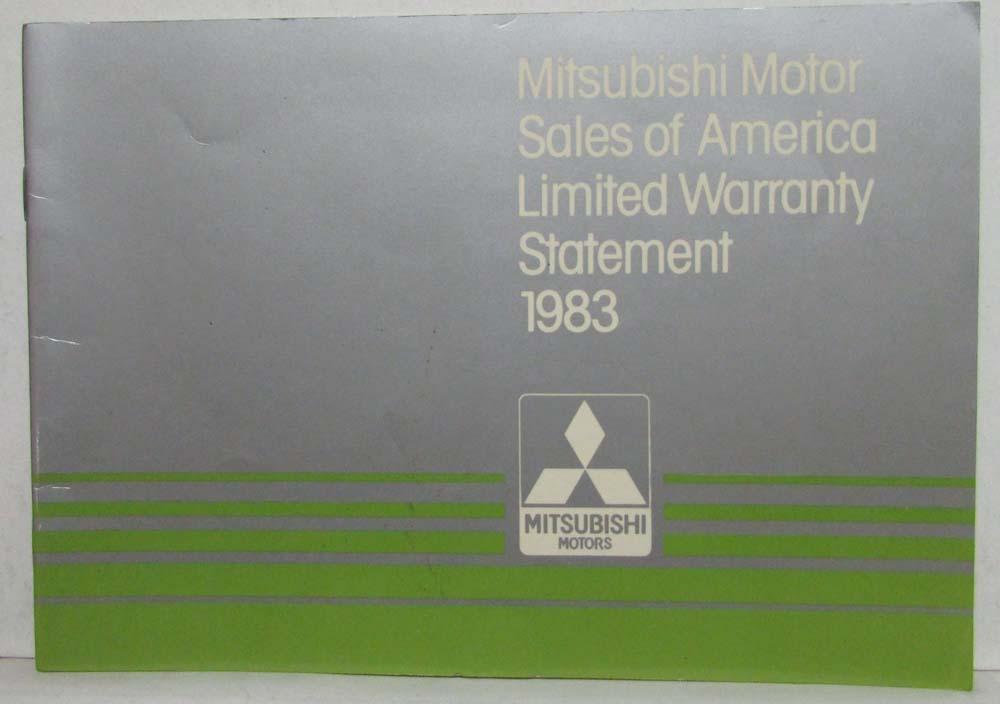 Mitsubishi Motor
Sales of America
Limited Warranty
Statement
1983
MITSUBISHI
MOTORS